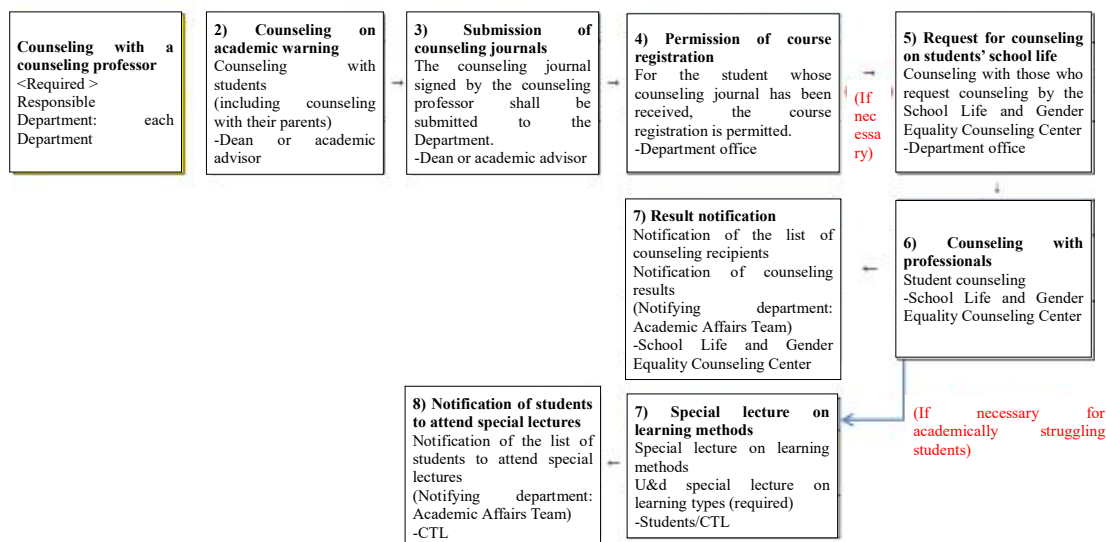 Counseling with a
counseling professor
<Required >
Responsible
Department: each
Department
2) Counseling on
academic warning
Counseling with
students
(including counseling
with their parents)
-Dean or academic
advisor
3) Submission of
counseling journals
The counseling journal
signed by the counseling
professor shall be
submitted to the
Department.
-Dean or academic advisor
4) Permission of course
registration
For the student whose
counseling journal has been
received, the course
registration is permitted.
-Department office
(If
nec
essa
ry)
5) Request for counseling
on students' school life
Counseling with those who
request counseling by the
School Life and Gender
Equality Counseling Center
-Department office
6) Counseling with
professionals
Student counseling
-School Life and Gender
Equality Counseling Center
7) Result notification
Notification of the list of
counseling recipients
Notification of counseling
results
(Notifying department:
Academic Affairs Team)
-School Life and Gender
Equality Counseling Center
(If necessary for
academically struggling
students)
7) Special lecture on
learning methods
Special lecture on learning
methods
U&d special lecture on
learning types (required)
-Students/CTL
8) Notification of students
to attend special lectures
Notification of the list of
students to attend special
lectures
(Notifying department:
Academic Affairs Team)
-CTL